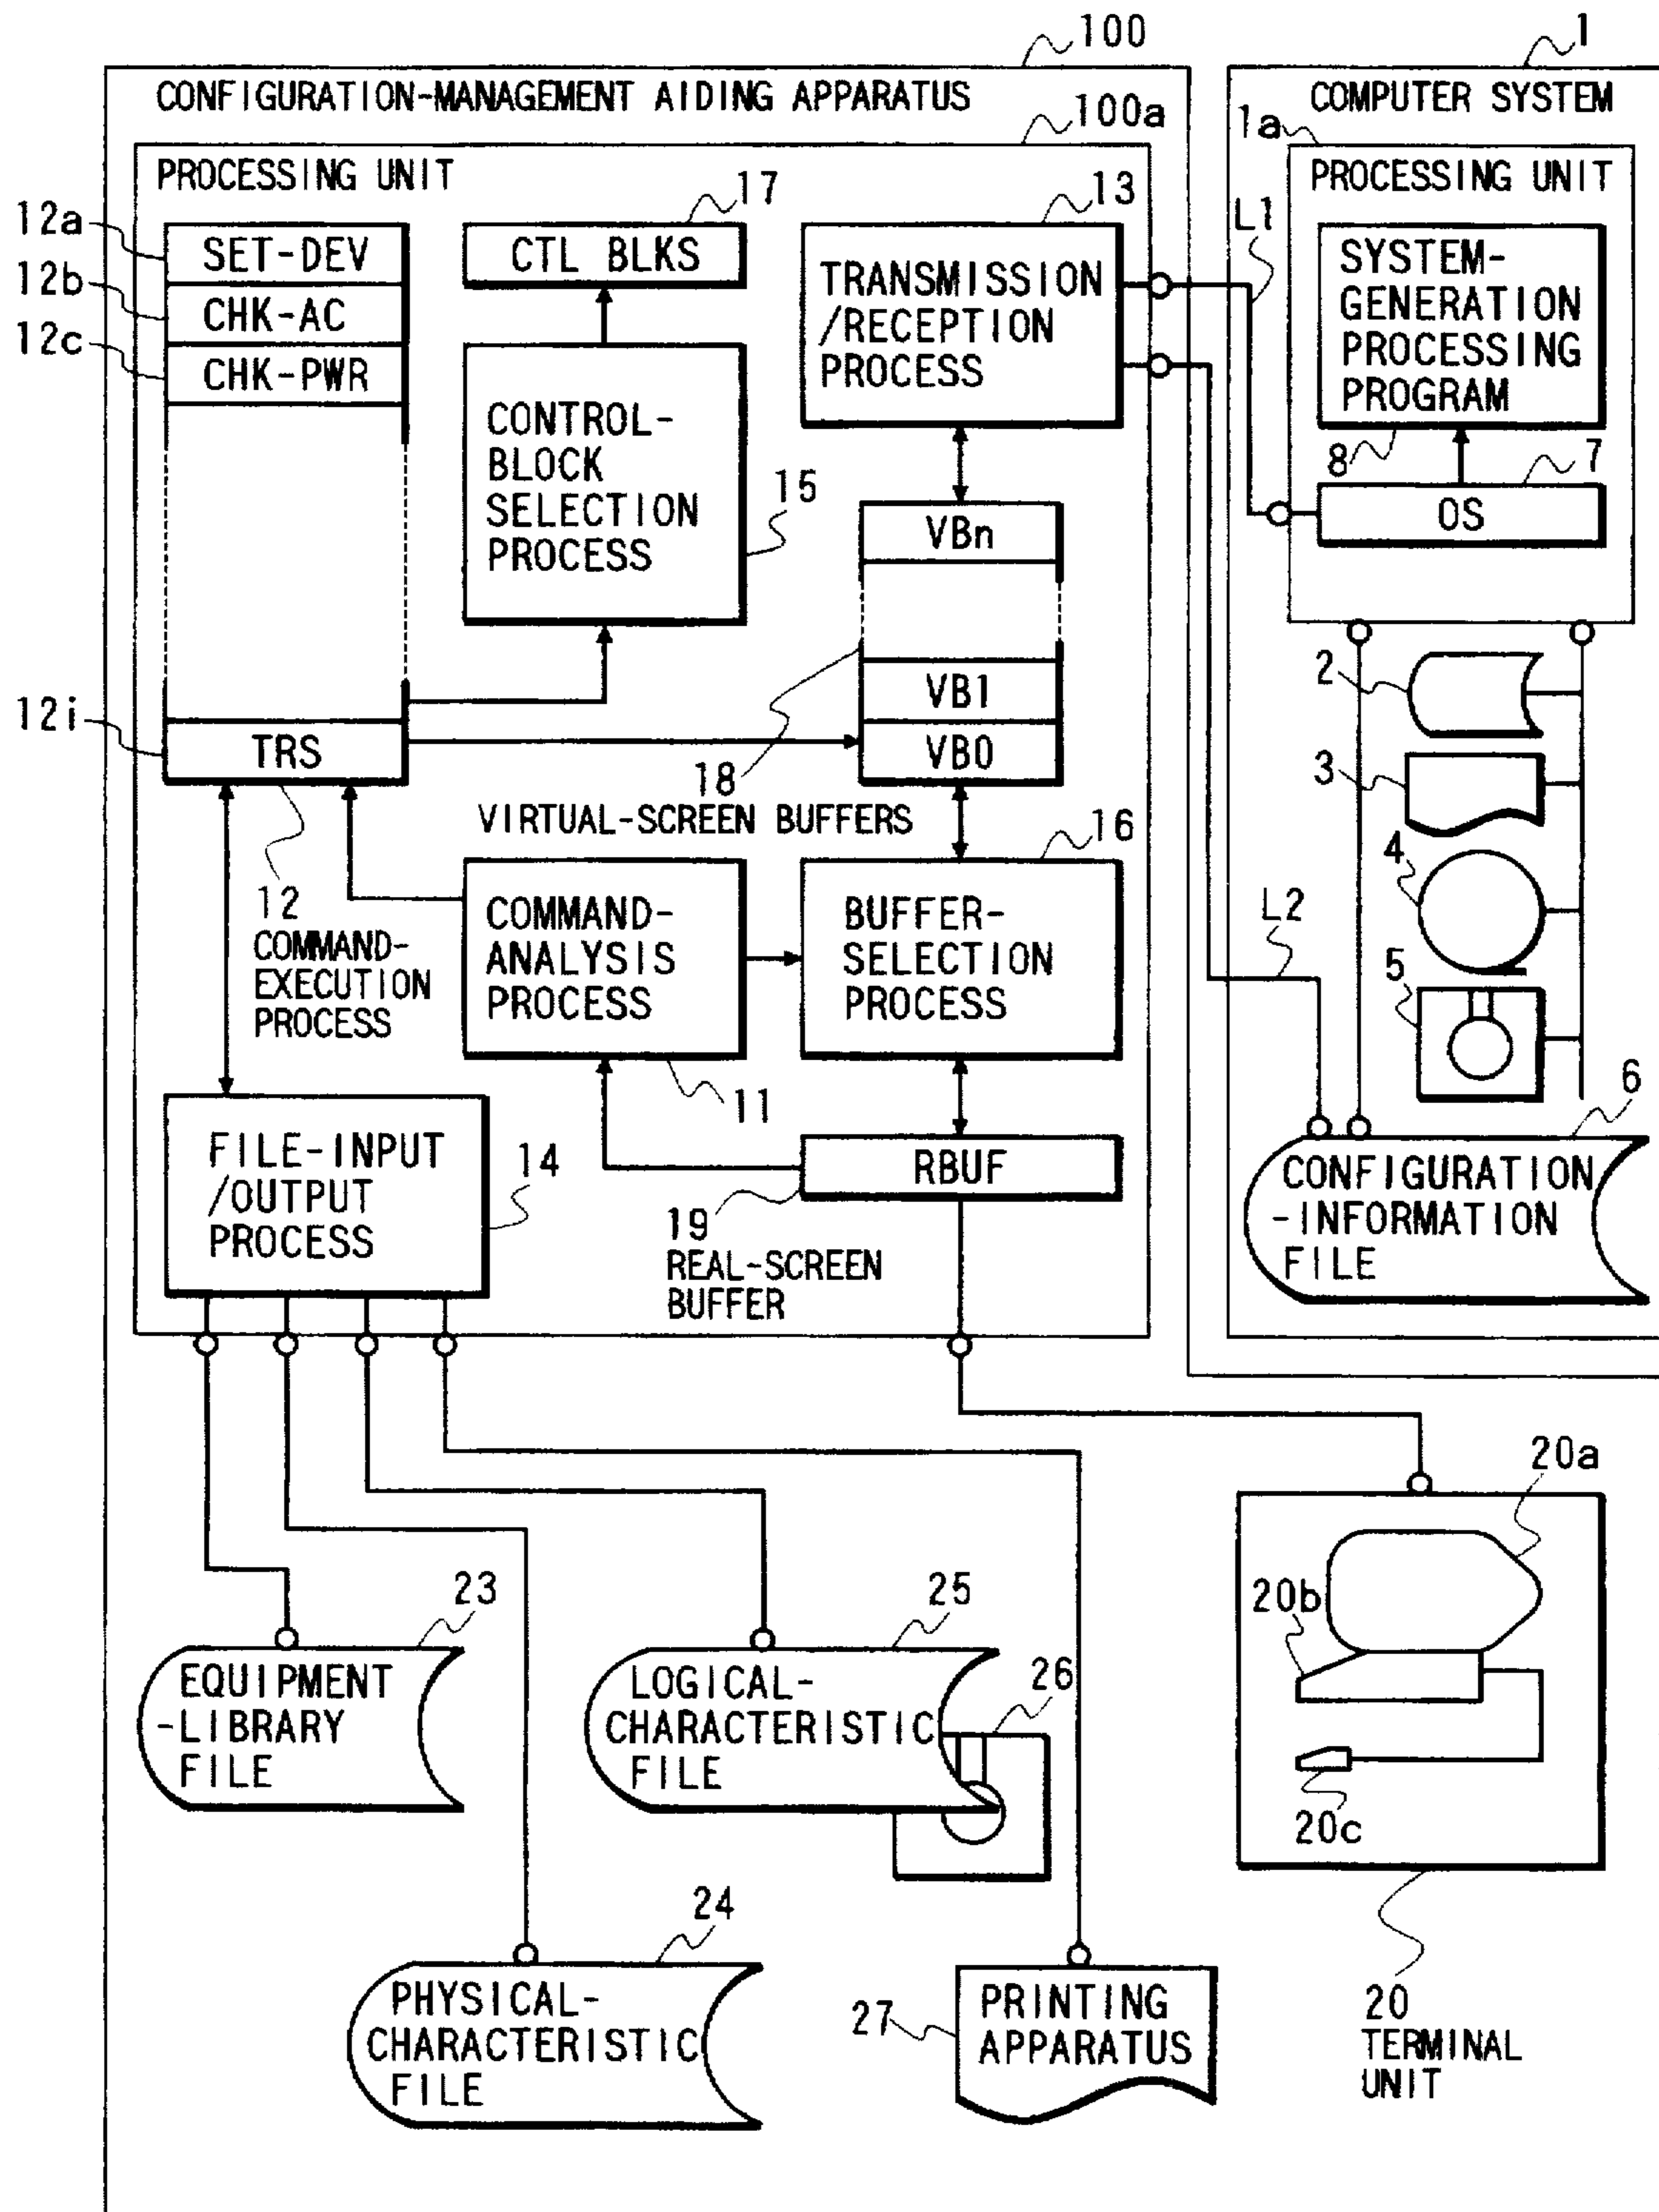 100
1
CONFIGURATION-MANAGEMENT AIDING APPARATUS
COMPUTER SYSTEM
100a
1a
PROCESSING UNIT
PROCESSING UNIT
17
13
L1
12a
SET-DEV
CTL BLKS
12b
CHK-AC
12c
CHK-PWR
TRANSMISSION
/RECEPTION
PROCESS
SYSTEM-
GENERATION
PROCESSING
PROGRAM
CONTROL-
BLOCK
SELECTION
PROCESS
15
8
7
OS
VBn
VB1
VB0
18
VIRTUAL-SCREEN BUFFERS
12i
TRS
2
3
4
5
12
COMMAND-
EXECUTION
PROCESS
COMMAND-
ANALYSIS
PROCESS
11
16
BUFFER-
SELECTION
PROCESS
L2
6
CONFIGURATION
-INFORMATION
FILE
FILE-INPUT
/OUTPUT
PROCESS
14
RBUF
19
REAL-SCREEN
BUFFER
20a
20b
20c
23
EQUIPMENT
-LIBRARY
FILE
25
LOGICAL-
CHARACTERISTIC
FILE
26
24
PHYSICAL-
CHARACTERISTIC
FILE
27
PRINTING
APPARATUS
20
TERMINAL
UNIT